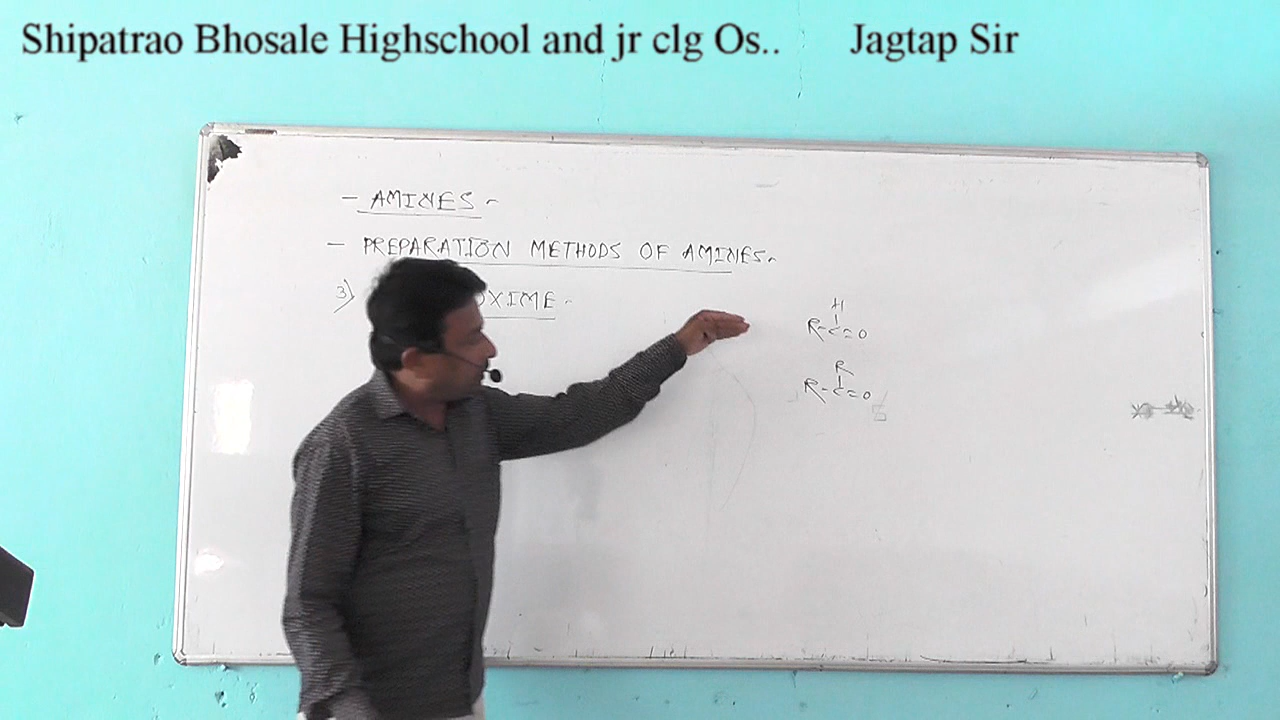 Shipatrao Bhosale Highschool and jr clg Os.. Jagtap Sir
- AMINES -
- PREPARATION METHODS OF AMINES.
3) OXIME -
H
R-C=O
R
R-C=O